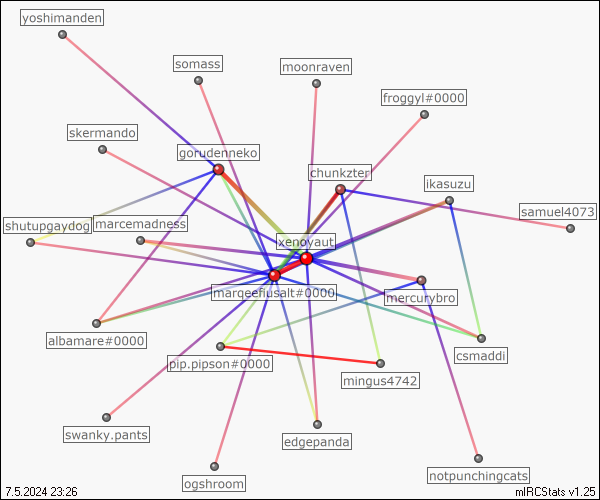 yoshimanden
somass
moonraven
froggyl#0000
skermando
gorudenneko
chunkzter
ikasuzu
samuel4073
shutupgaydog
marcemadness
xenoyaut
margeefiusalt#0000
mercurybro
albamare#0000
csmaddi
pip.pipson#0000
mingus4742
swanky.pants
edgepanda
ogshroom
notpunchingcats
7.5.2024 23:26
mIRCStats v1.25